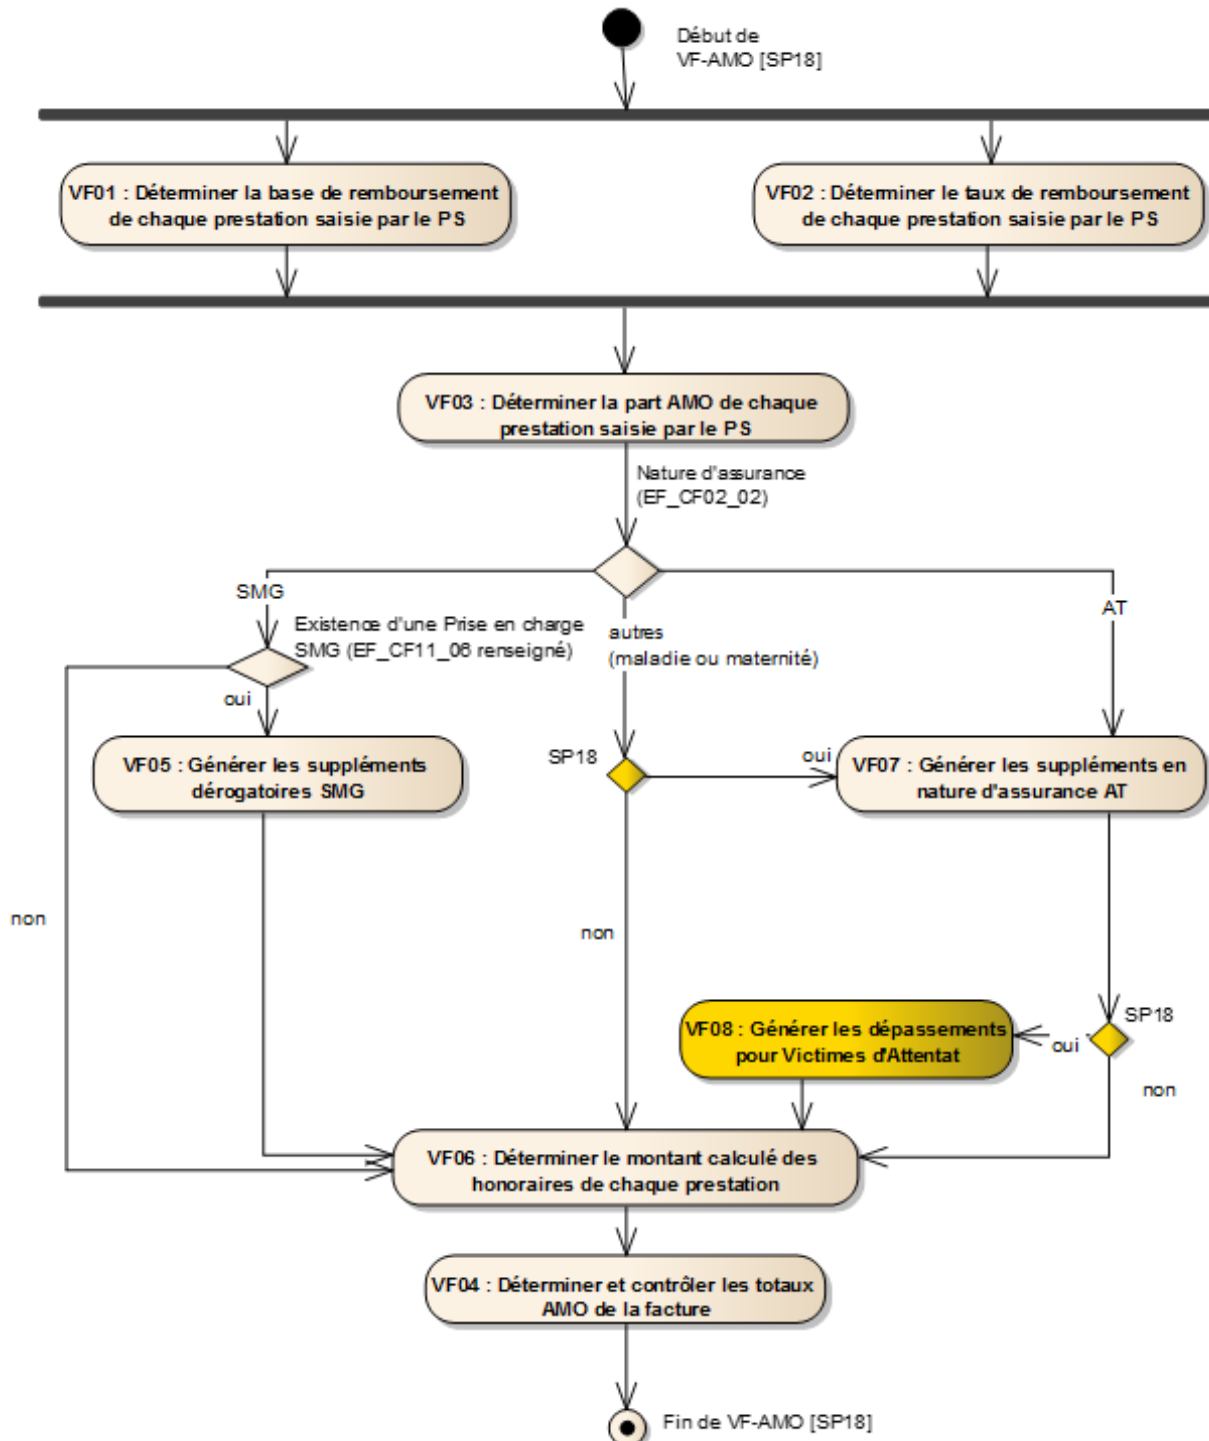 Début de
VF-AMO [SP18]
VF01 : Déterminer la base de remboursement
de chaque prestation saisie par le PS
VF02 : Déterminer le taux de remboursement
de chaque prestation saisie par le PS
VF03 : Déterminer la part AMO de chaque
prestation saisie par le PS
Nature d'assurance
(EF_CF02_02)
SMG
AT
Existence d'une Prise en charge
SMG (EF_CF11_06 renseigné)
autres
(maladie ou maternité)
oui
SP18
oui
VF05 : Générer les suppléments
dérogatoires SMG
VF07 : Générer les suppléments en
nature d'assurance AT
non
non
VF08 : Générer les dépassements
pour Victimes d'Attentat
SP18
oui
non
VF06 : Déterminer le montant calculé des
honoraires de chaque prestation
VF04 : Déterminer et contrôler les totaux
AMO de la facture
Fin de VF-AMO [SP18]